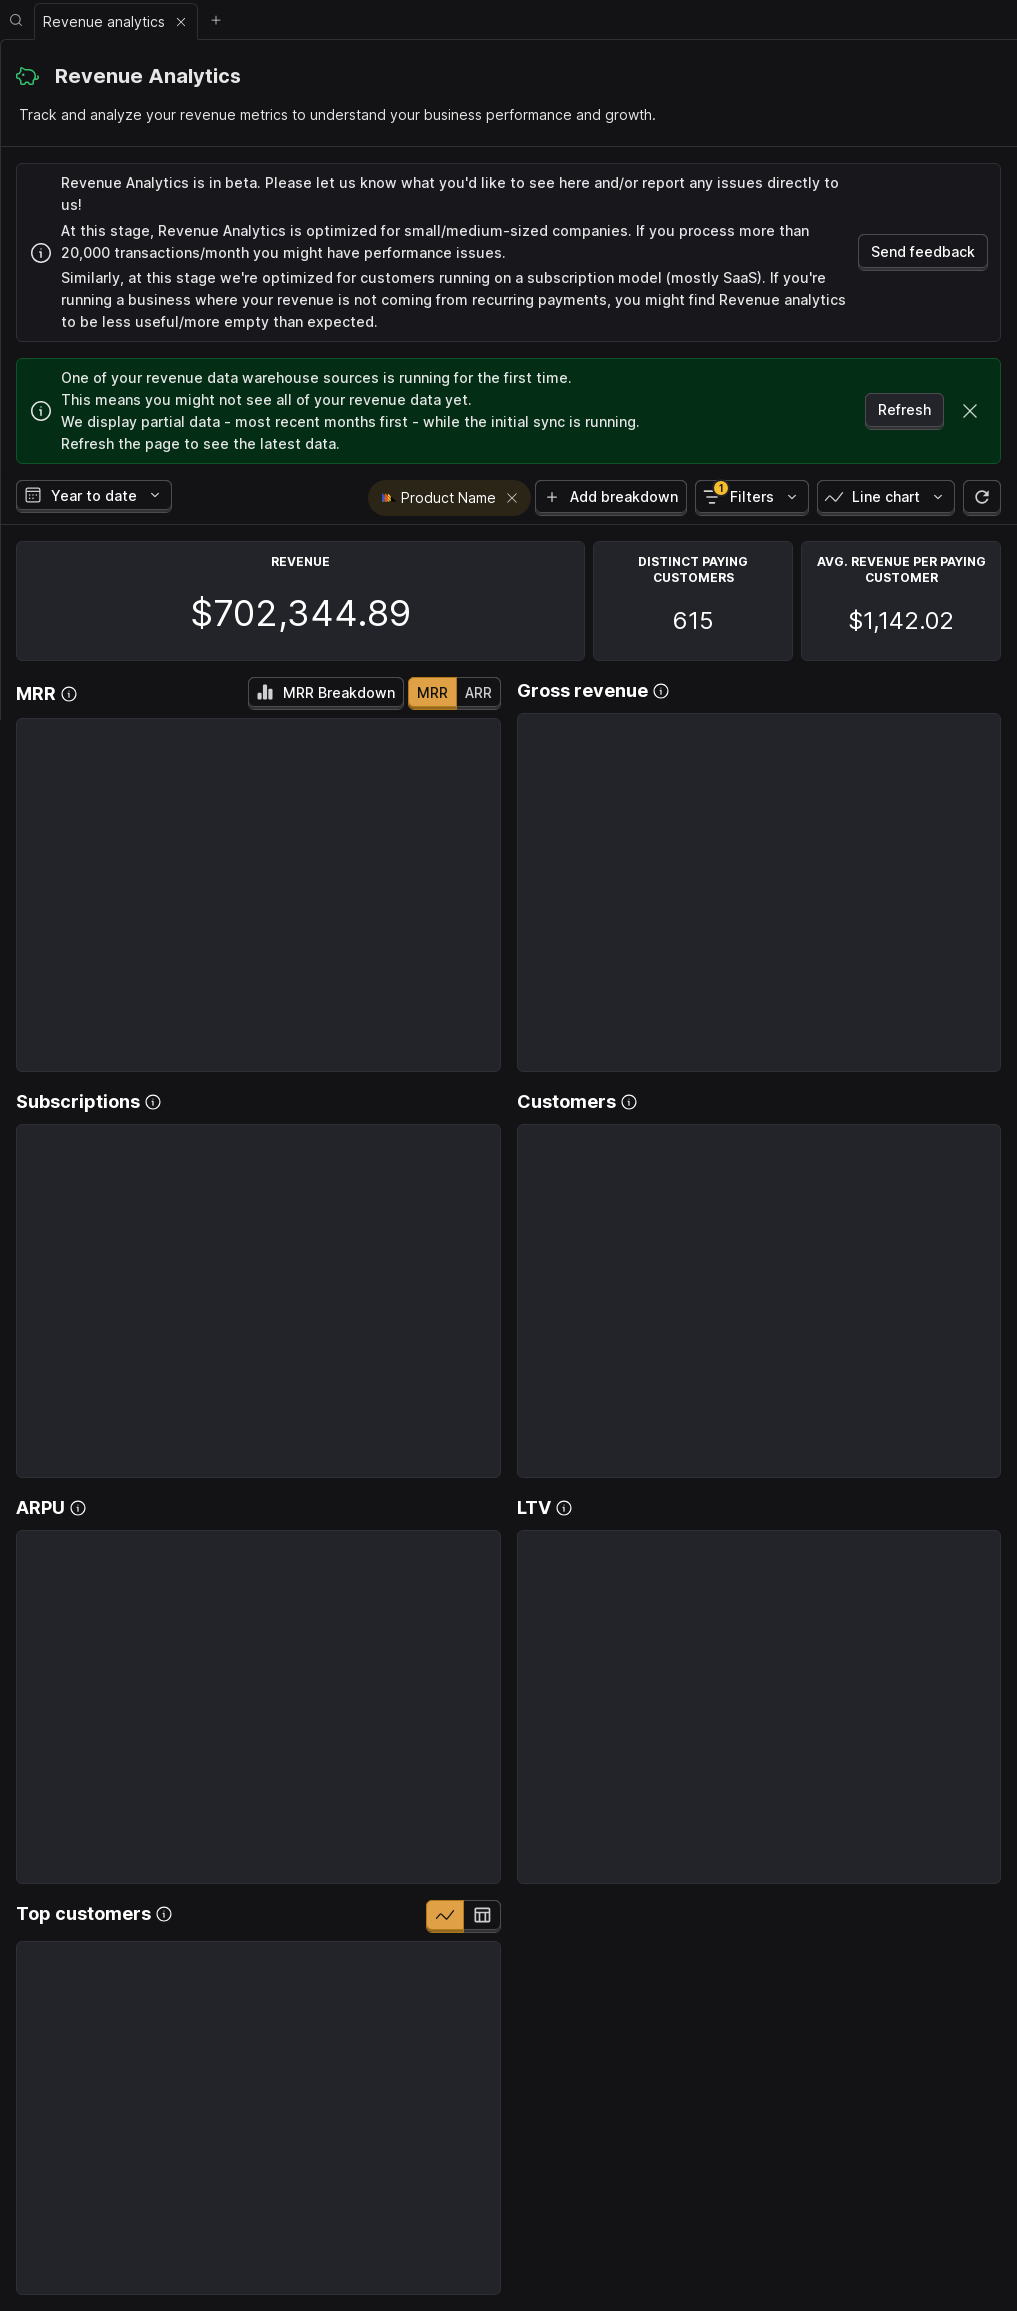 Revenue analytics
Revenue Analytics
Track and analyze your revenue metrics to understand your business performance and growth.
Revenue Analytics is in beta. Please let us know what you'd like to see here and/or report any issues directly to
us!
At this stage, Revenue Analytics is optimized for small/medium-sized companies. If you process more than
20,000 transactions/month you might have performance issues.
Similarly, at this stage we're optimized for customers running on a subscription model (mostly SaaS). If you're
running a business where your revenue is not coming from recurring payments, you might find Revenue analytics
to be less useful/more empty than expected.
Send feedback
One of your revenue data warehouse sources is running for the first time.
This means you might not see all of your revenue data yet.
We display partial data - most recent months first - while the initial sync is running.
Refresh the page to see the latest data.
Refresh
Year to date
Product Name
Add breakdown
1
Filters
Line chart
REVENUE
$702,344.89
DISTINCT PAYING
CUSTOMERS
615
AVG. REVENUE PER PAYING
CUSTOMER
$1,142.02
MRR
MRR Breakdown
MRR
ARR
Gross revenue
Subscriptions
Customers
ARPU
LTV
Top customers